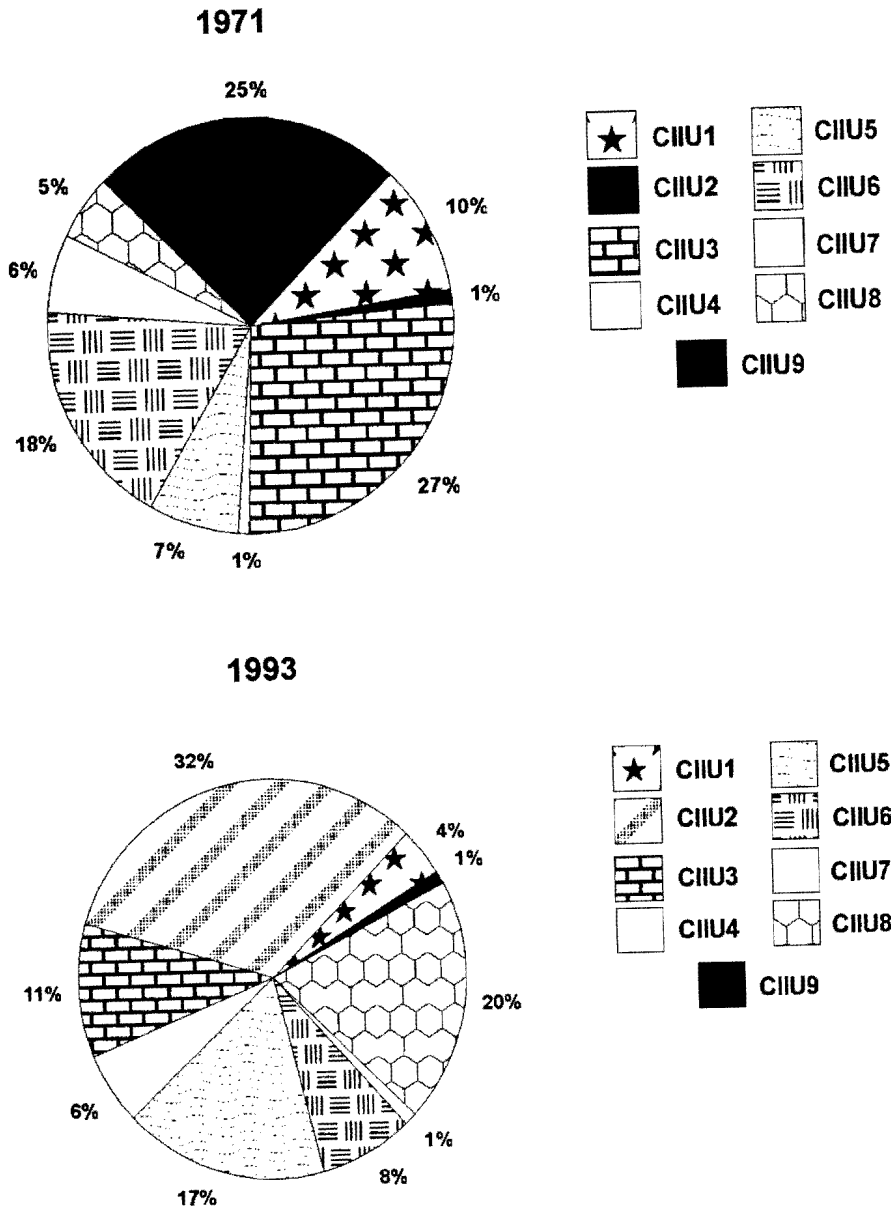 1971
25%
5%
10%
6%
1%
18%
27%
7%
1%
CIIU1
CIIU5
CIIU2
CIIU6
CIIU3
CIIU7
CIIU4
CIIU8
CIIU9
1993
32%
4%
1%
11%
20%
6%
1%
8%
17%
CIIU1
CIIU5
CIIU2
CIIU6
CIIU3
CIIU7
CIIU4
CIIU8
CIIU9